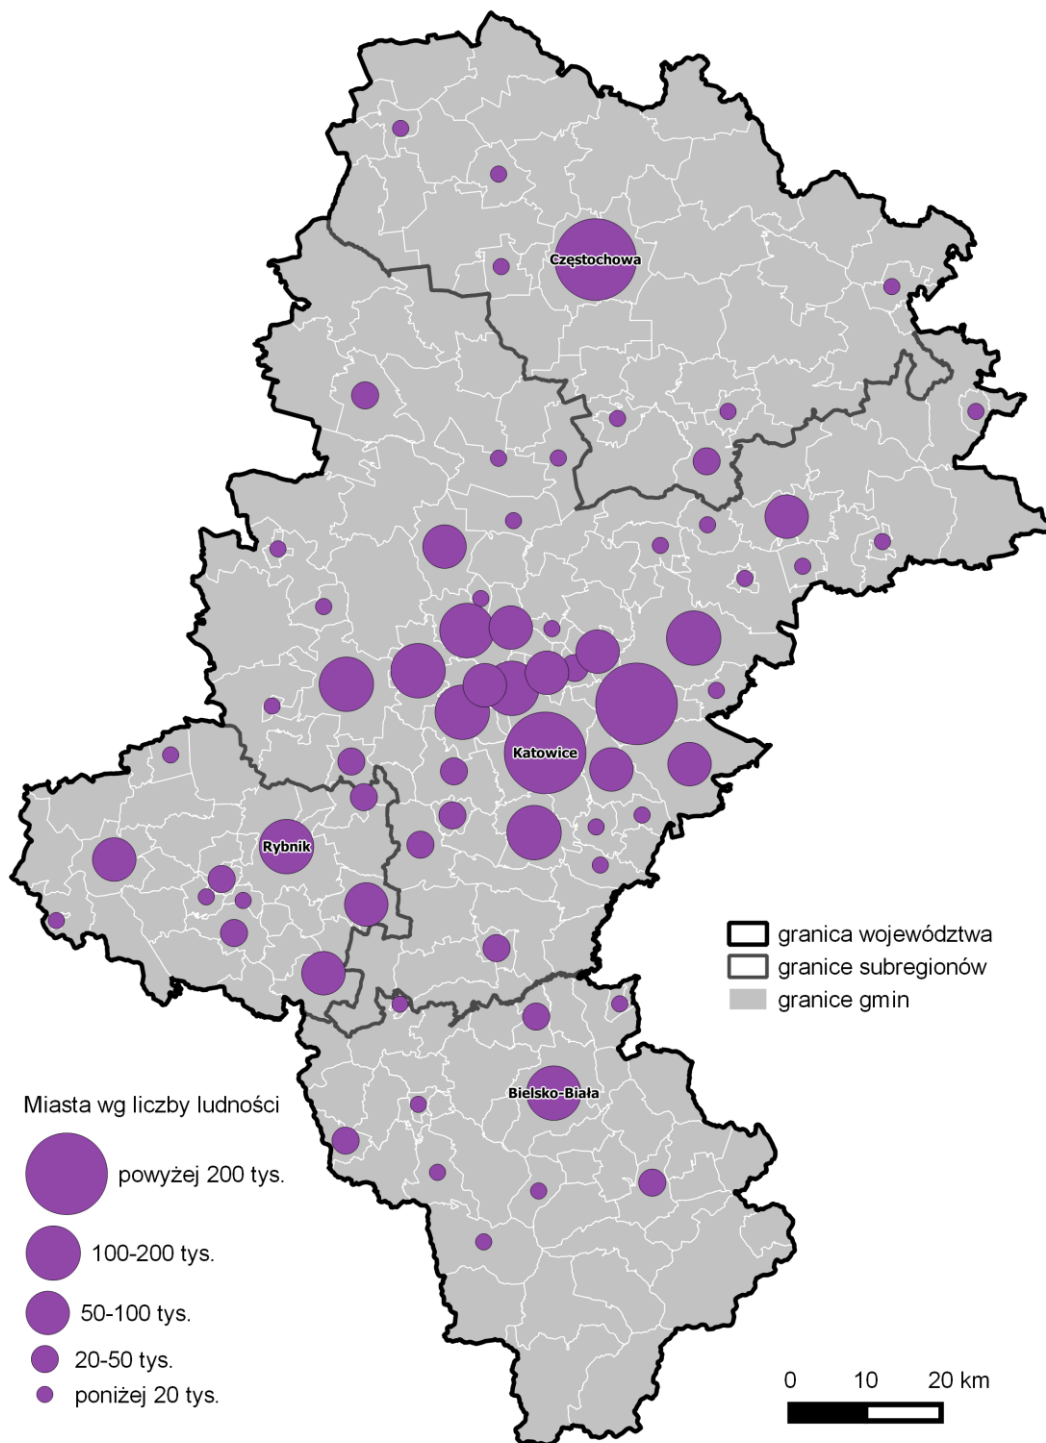 Częstochowa
Katowice
Rybnik
granica województwa
granice subregionów
granice gmin
Bielsko-Biała
Miasta wg liczby ludności
powyżej 200 tys.
100-200 tys.
50-100 tys.
20-50 tys.
poniżej 20 tys.
0 10 20 km